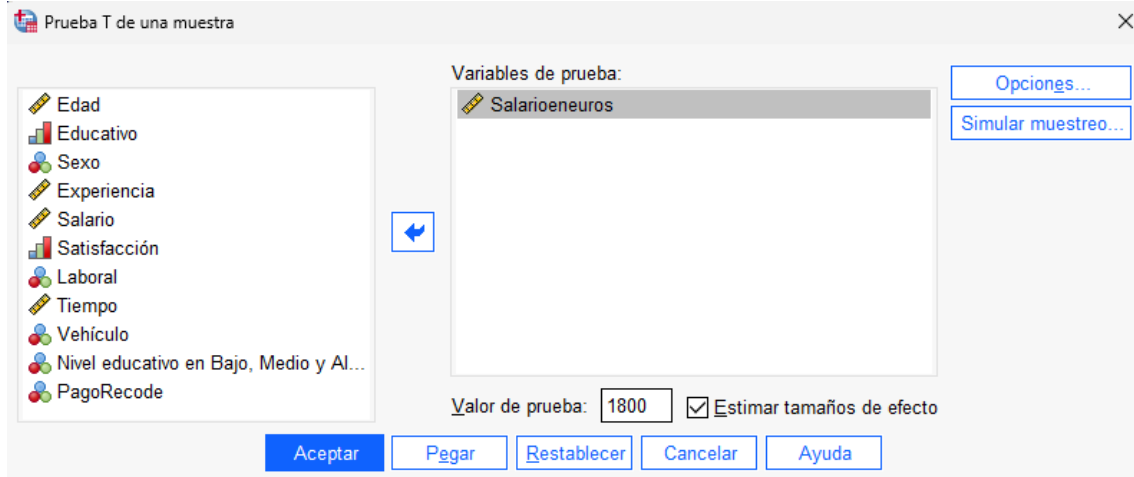 Prueba T de una muestra
Variables de prueba:
Edad
Educativo
Sexo
Experiencia
Salario
Satisfacción
Laboral
Tiempo
Vehículo
Nivel educativo en Bajo, Medio y Al...
PagoRecode
Salarioeneuros
Opciones...
Simular muestreo...
Valor de prueba: 1800 Estimar tamaños de efecto
Aceptar Pegar Restablecer Cancelar Ayuda